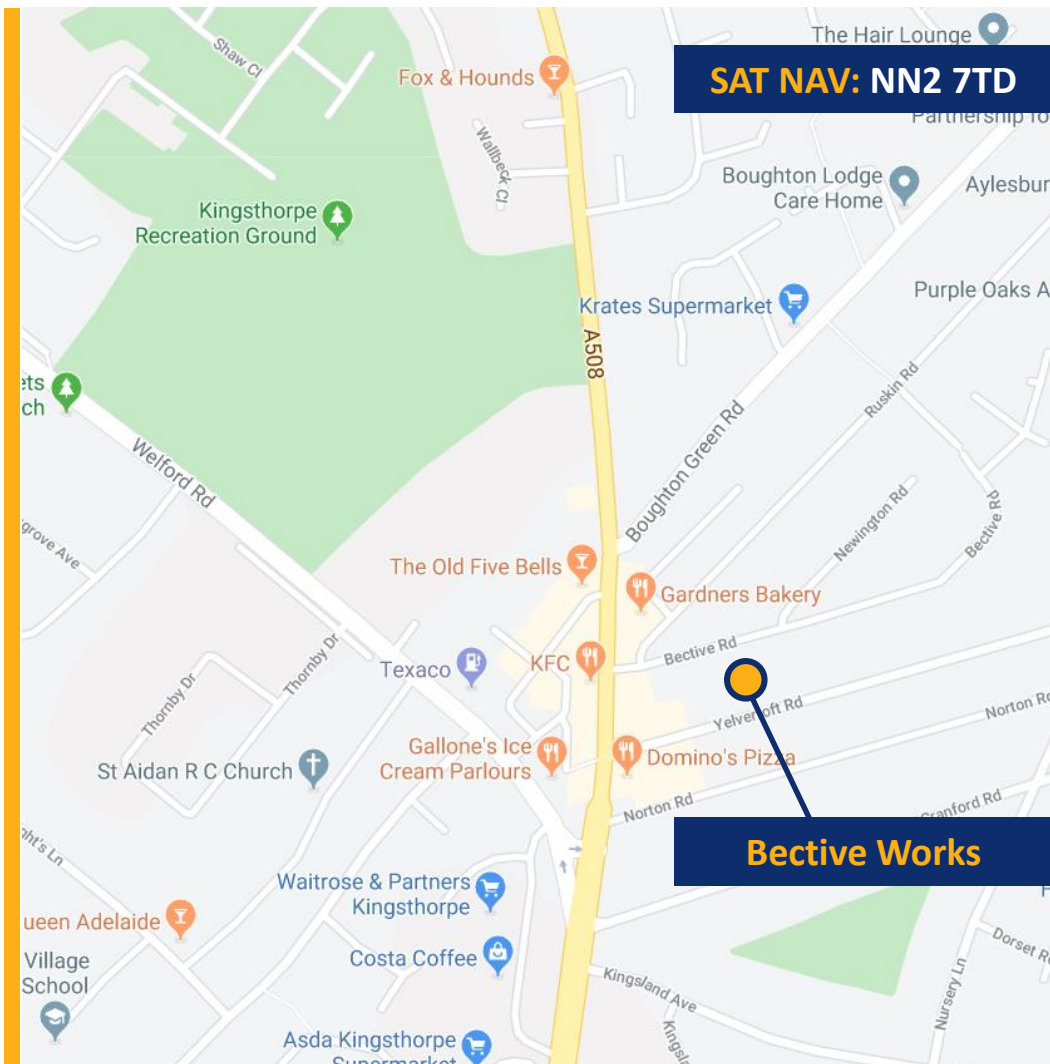 The Hair Lounge
Shaw Cl
Fox & Hounds
SAT NAV: NN2 7TD
Wallbeck Cl
Boughton Lodge
Care Home
Kingsthorpe
Recreation Ground
Purple Oaks A
Krates Supermarket
A508
Ruskin Rd
Welford Rd
Boughton Green Rd
Newington Rd
Bective Rd
The Old Five Bells
Gardners Bakery
Thornby Dr
Thornby Dr
Texaco
KFC
Bective Rd
Yelvertoft Rd
Norton Rd
Gallone's Ice
Cream Parlours
Domino's Pizza
St Aidan R C Church
Norton Rd
Cranford Rd
Bective Works
Waitrose & Partners
Kingsthorpe
ueen Adelaide
Costa Coffee
Village
School
Dorset R
Kingsland Ave
Nursery Ln
Asda Kingsthorpe
Supermarket